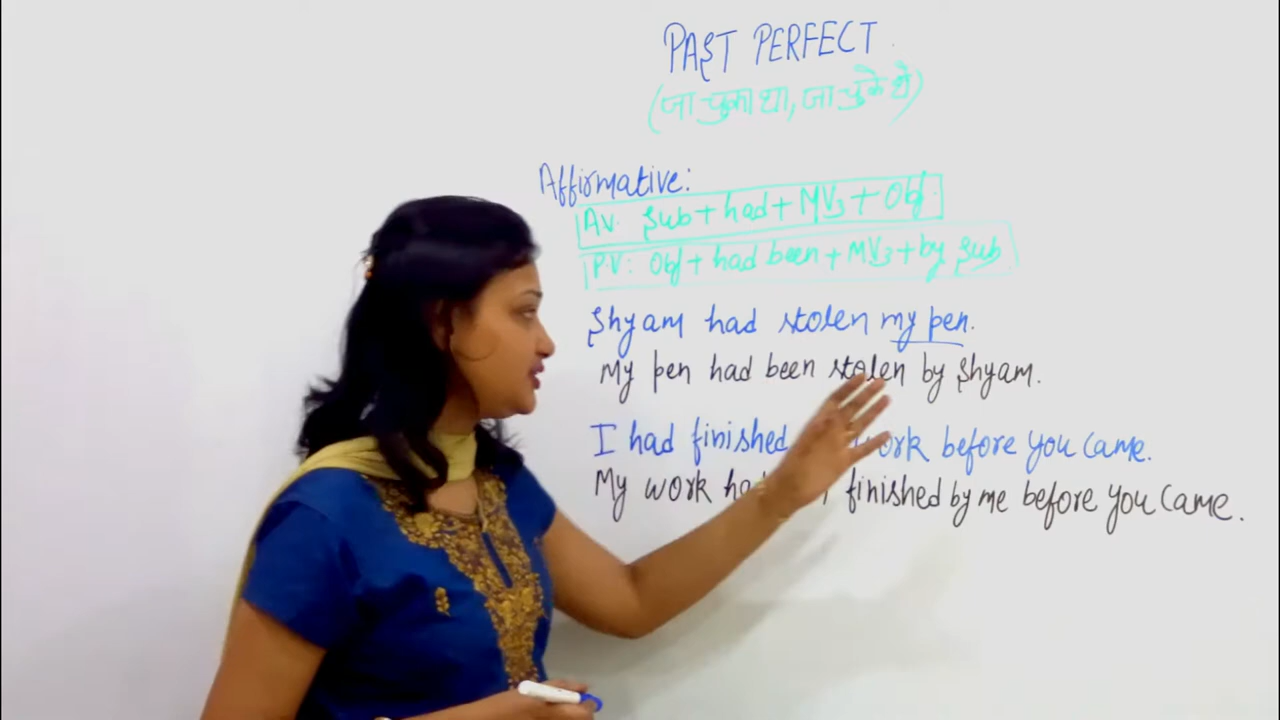 PAST PERFECT
(जा चुका था, जा चुके थे)
Affirmative:
AV: Sub + had + MV3 + Obj.
PV: Obj + had been + MV3 + by Sub
Shyam had stolen my pen.
My pen had been stolen by Shyam.
I had finished work before you came.
My work finished by me before you came.